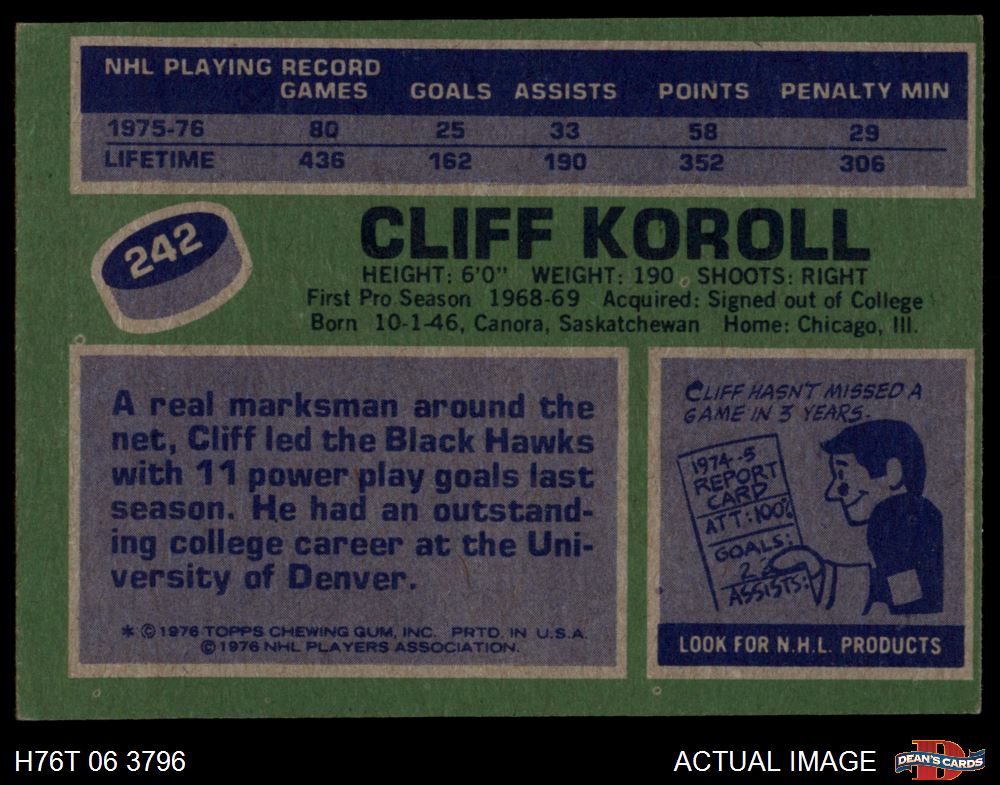 NHL PLAYING RECORD
GAMES GOALS ASSISTS POINTS PENALTY MIN
1975-76 80 25 33 58 29
LIFETIME 436 162 190 352 306
242
CLIFF KOROLL
HEIGHT: 6'0" WEIGHT: 190 SHOOTS: RIGHT
First Pro Season 1968-69 Acquired: Signed out of College
Born 10-1-46, Canora, Saskatchewan Home: Chicago, Ill.
A real marksman around the
net, Cliff led the Black Hawks
with 11 power play goals last
season. He had an outstand-
ing college career at the Uni-
versity of Denver.
* © 1976 TOPPS CHEWING GUM, INC. PRTD. IN U.S.A.
© 1976 NHL PLAYERS ASSOCIATION.
CLIFF HASN'T MISSED A
GAME IN 3 YEARS.
1974-5
REPORT
CARD
ATT: 100%
GOALS:
ASSISTS:
LOOK FOR N.H.L. PRODUCTS
H76T 06 3796
ACTUAL IMAGE
D
DEAN'S CARDS